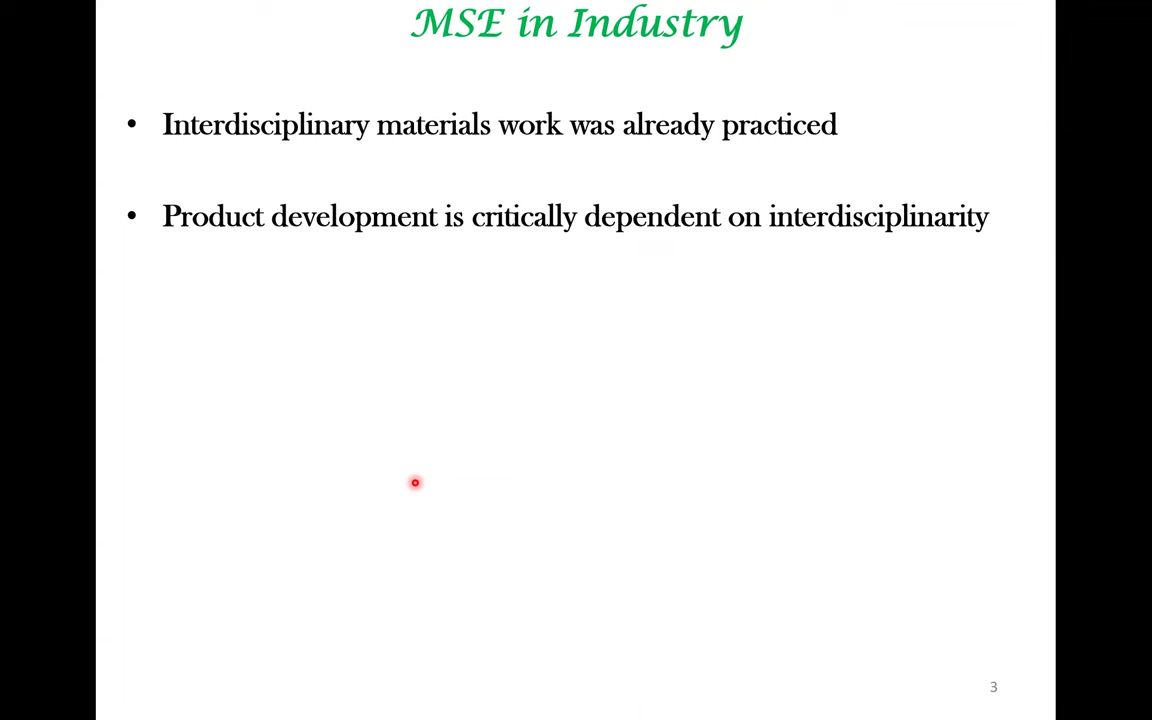 MSE in Industry
• Interdisciplinary materials work was already practiced
• Product development is critically dependent on interdisciplinarity
3